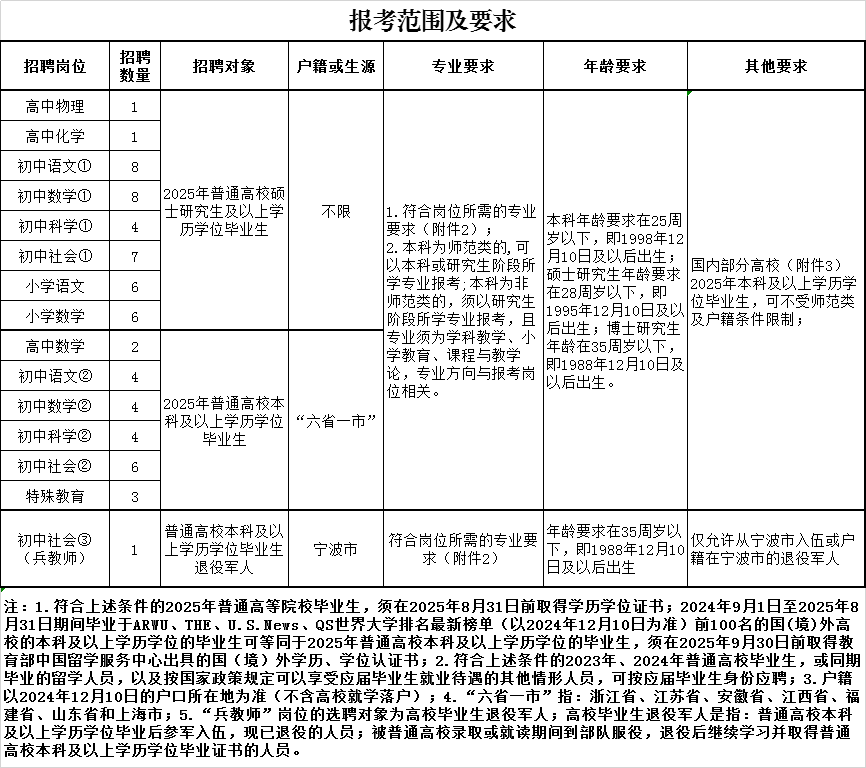 报考范围及要求
招聘岗位 招聘数量 招聘对象 户籍或生源 专业要求 年龄要求 其他要求
高中物理 1
高中化学 1
初中语文① 8
初中数学① 8
初中科学① 4
初中社会① 7
小学语文 6
小学数学 6
2025年普通高校硕
士研究生及以上学
历学位毕业生
不限
高中数学 2
初中语文② 4
初中数学② 4
初中科学② 4
初中社会② 6
特殊教育 3
2025年普通高校本
科及以上学历学位
毕业生
“六省一市”
1.符合岗位所需的专业
要求（附件2）；
2.本科为师范类的,可
以本科或研究生阶段所
学专业报考;本科为非
师范类的，须以研究生
阶段所学专业报考，且
专业须为学科教学、小
学教育、课程与教学
论，专业方向与报考岗
位相关。
本科年龄要求在25周
岁以下，即1998年12
月10日及以后出生；
硕士研究生年龄要求
在28周岁以下，即
1995年12月10日及以
后出生；博士研究生
年龄在35周岁以下，
即1988年12月10日及
以后出生。
国内部分高校（附件3）
2025年本科及以上学历学
位毕业生，可不受师范类
及户籍条件限制；
初中社会③
（兵教师）
1
普通高校本科及以
上学历学位毕业生
退役军人
宁波市
符合岗位所需的专业要
求（附件2）
年龄要求在35周岁以
下，即1988年12月10
日及以后出生
仅允许从宁波市入伍或户
籍在宁波市的退役军人
注：1.符合上述条件的2025年普通高等院校毕业生，须在2025年8月31日前取得学历学位证书；2024年9月1日至2025年8
月31日期间毕业于ARWU、THE、U.S.News、QS世界大学排名最新榜单（以2024年12月10日为准）前100名的国(境)外高
校的本科及以上学历学位的毕业生可等同于2025年普通高校本科及以上学历学位的毕业生，须在2025年9月30日前取得教
育部中国留学服务中心出具的国（境）外学历、学位认证书；2.符合上述条件的2023年、2024年普通高校毕业生，或同期
毕业的留学人员，以及按国家政策规定可以享受应届毕业生就业待遇的其他情形人员，可按应届毕业生身份应聘；3.户籍
以2024年12月10日的户口所在地为准（不含高校就学落户）；4.“六省一市”指：浙江省、江苏省、安徽省、江西省、福
建省、山东省和上海市；5.“兵教师”岗位的选聘对象为高校毕业生退役军人；高校毕业生退役军人是指：普通高校本科
及以上学历学位毕业后参军入伍，现已退役的人员；被普通高校录取或就读期间到部队服役，退役后继续学习并取得普通
高校本科及以上学历学位毕业证书的人员。